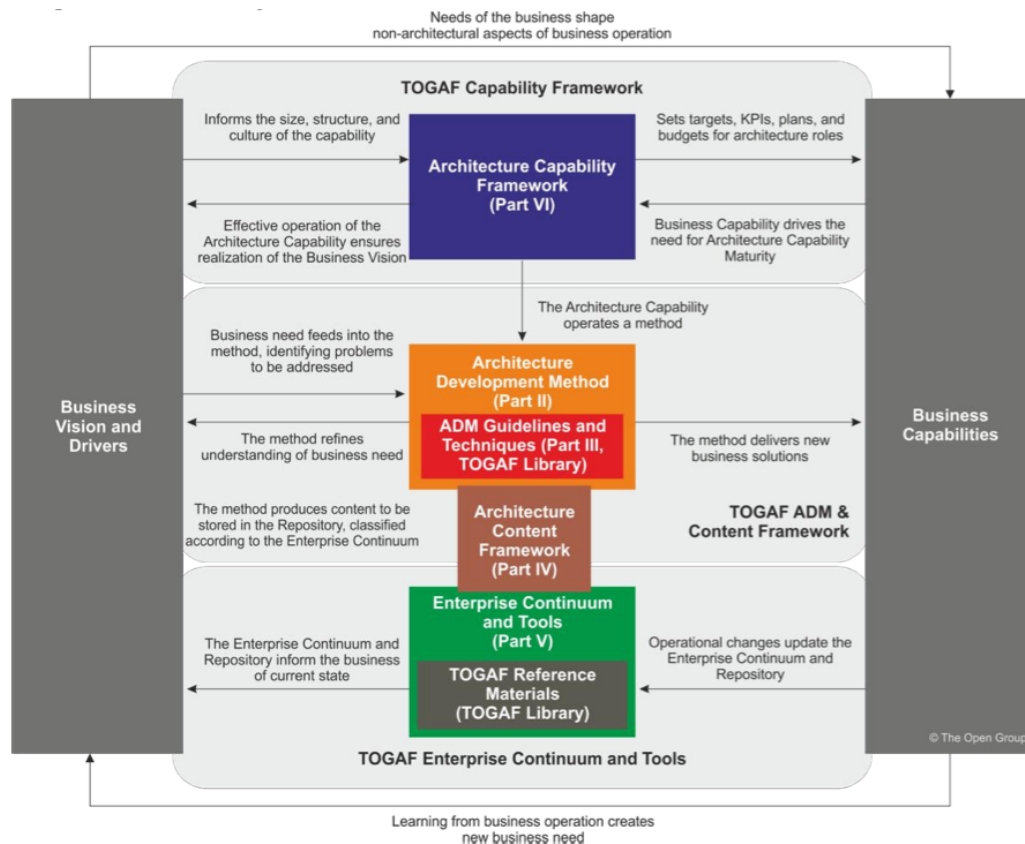 Needs of the business shape
non-architectural aspects of business operation
TOGAF Capability Framework
Informs the size, structure, and
culture of the capability
Architecture Capability
Framework
(Part VI)
Sets targets, KPIs, plans, and
budgets for architecture roles
Effective operation of the
Architecture Capability ensures
realization of the Business Vision
Business Capability drives the
need for Architecture Capability
Maturity
The Architecture Capability
operates a method
Business need feeds into the
method, identifying problems
to be addressed
Architecture
Development Method
(Part II)
ADM Guidelines and
Techniques (Part III,
TOGAF Library)
Business
Vision and
Drivers
Business
Capabilities
The method refines
understanding of business need
The method delivers new
business solutions
The method produces content to be
stored in the Repository, classified
according to the Enterprise Continuum
Architecture
Content
Framework
(Part IV)
TOGAF ADM &
Content Framework
Enterprise Continuum
and Tools
(Part V)
TOGAF Reference
Materials
(TOGAF Library)
The Enterprise Continuum and
Repository inform the business
of current state
Operational changes update the
Enterprise Continuum and
Repository
© The Open Group
TOGAF Enterprise Continuum and Tools
Learning from business operation creates
new business need